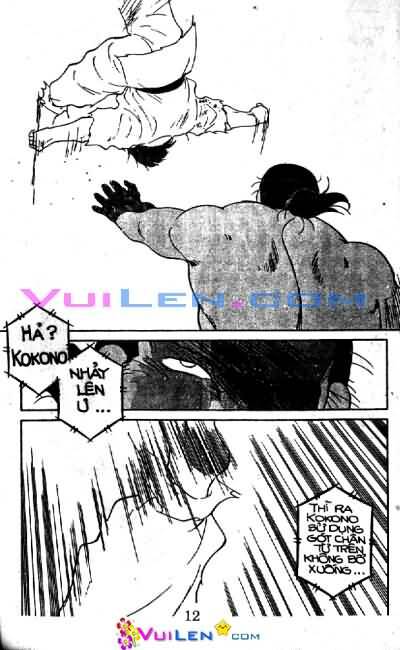 VUILEN.COM
HẢ?
KOKONO
NHẢY
LÊN
Ư...
THÌ RA
KOKONO
SỬ DỤNG
GÓT CHÂN
TỪ TRÊN
KHÔNG BỔ
XUỐNG...
12
VUILEN.COM